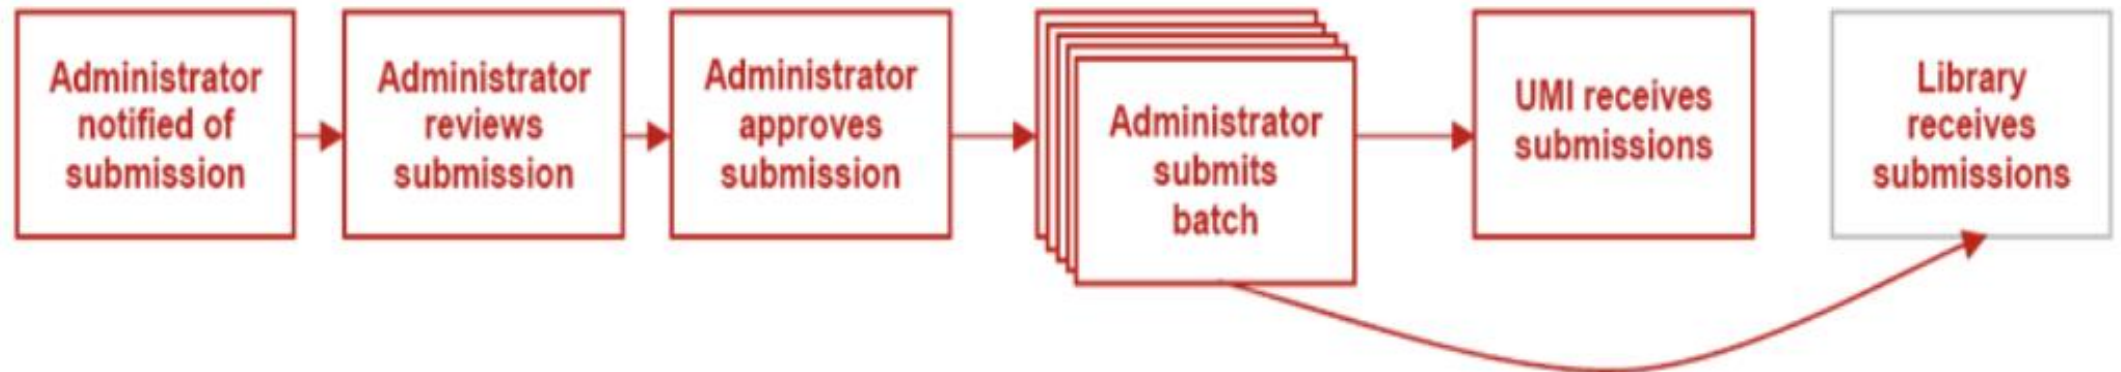 Administrator
notified of
submission
Administrator
reviews
submission
Administrator
approves
submission
Administrator
submits
batch
UMI receives
submissions
Library
receives
submissions